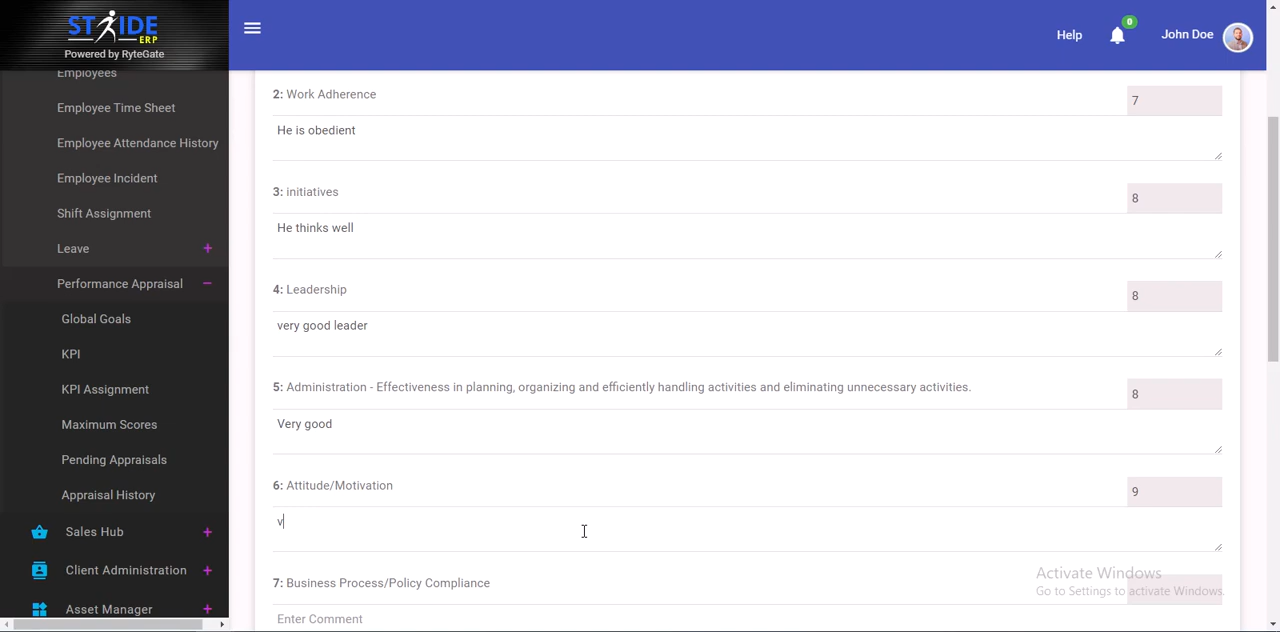 STRIDE
ERP
Powered by RyteGate
Help
0
John Doe
Employees
Employee Time Sheet
Employee Attendance History
Employee Incident
Shift Assignment
Leave +
Performance Appraisal −
Global Goals
KPI
KPI Assignment
Maximum Scores
Pending Appraisals
Appraisal History
Sales Hub +
Client Administration +
Asset Manager +
2: Work Adherence
7
He is obedient
3: initiatives
8
He thinks well
4: Leadership
8
very good leader
5: Administration - Effectiveness in planning, organizing and efficiently handling activities and eliminating unnecessary activities.
8
Very good
6: Attitude/Motivation
9
v
7: Business Process/Policy Compliance
Enter Comment
Activate Windows
Go to Settings to activate Windows.